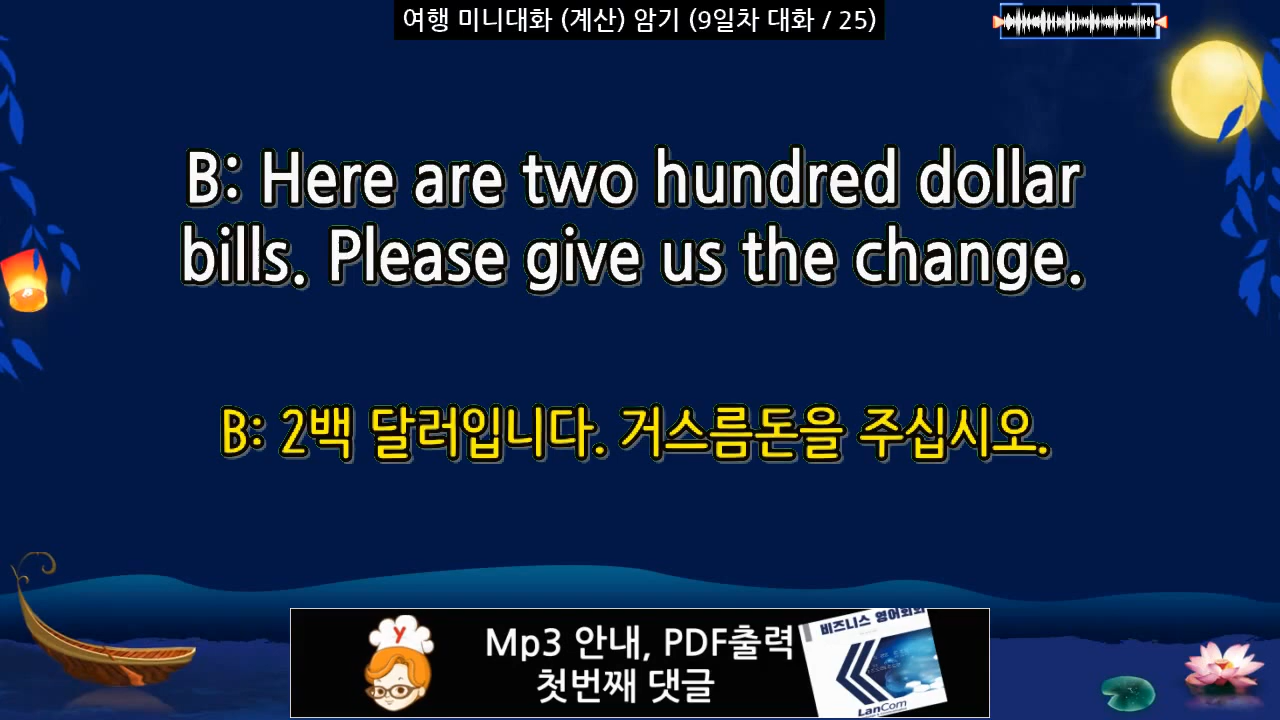 여행 미니대화 (계산) 암기 (9일차 대화 / 25)
B: Here are two hundred dollar
bills. Please give us the change.
B: 2백 달러입니다. 거스름돈을 주십시오.
Y
Mp3 안내, PDF출력
첫번째 댓글
비즈니스 영어회화
LanCom